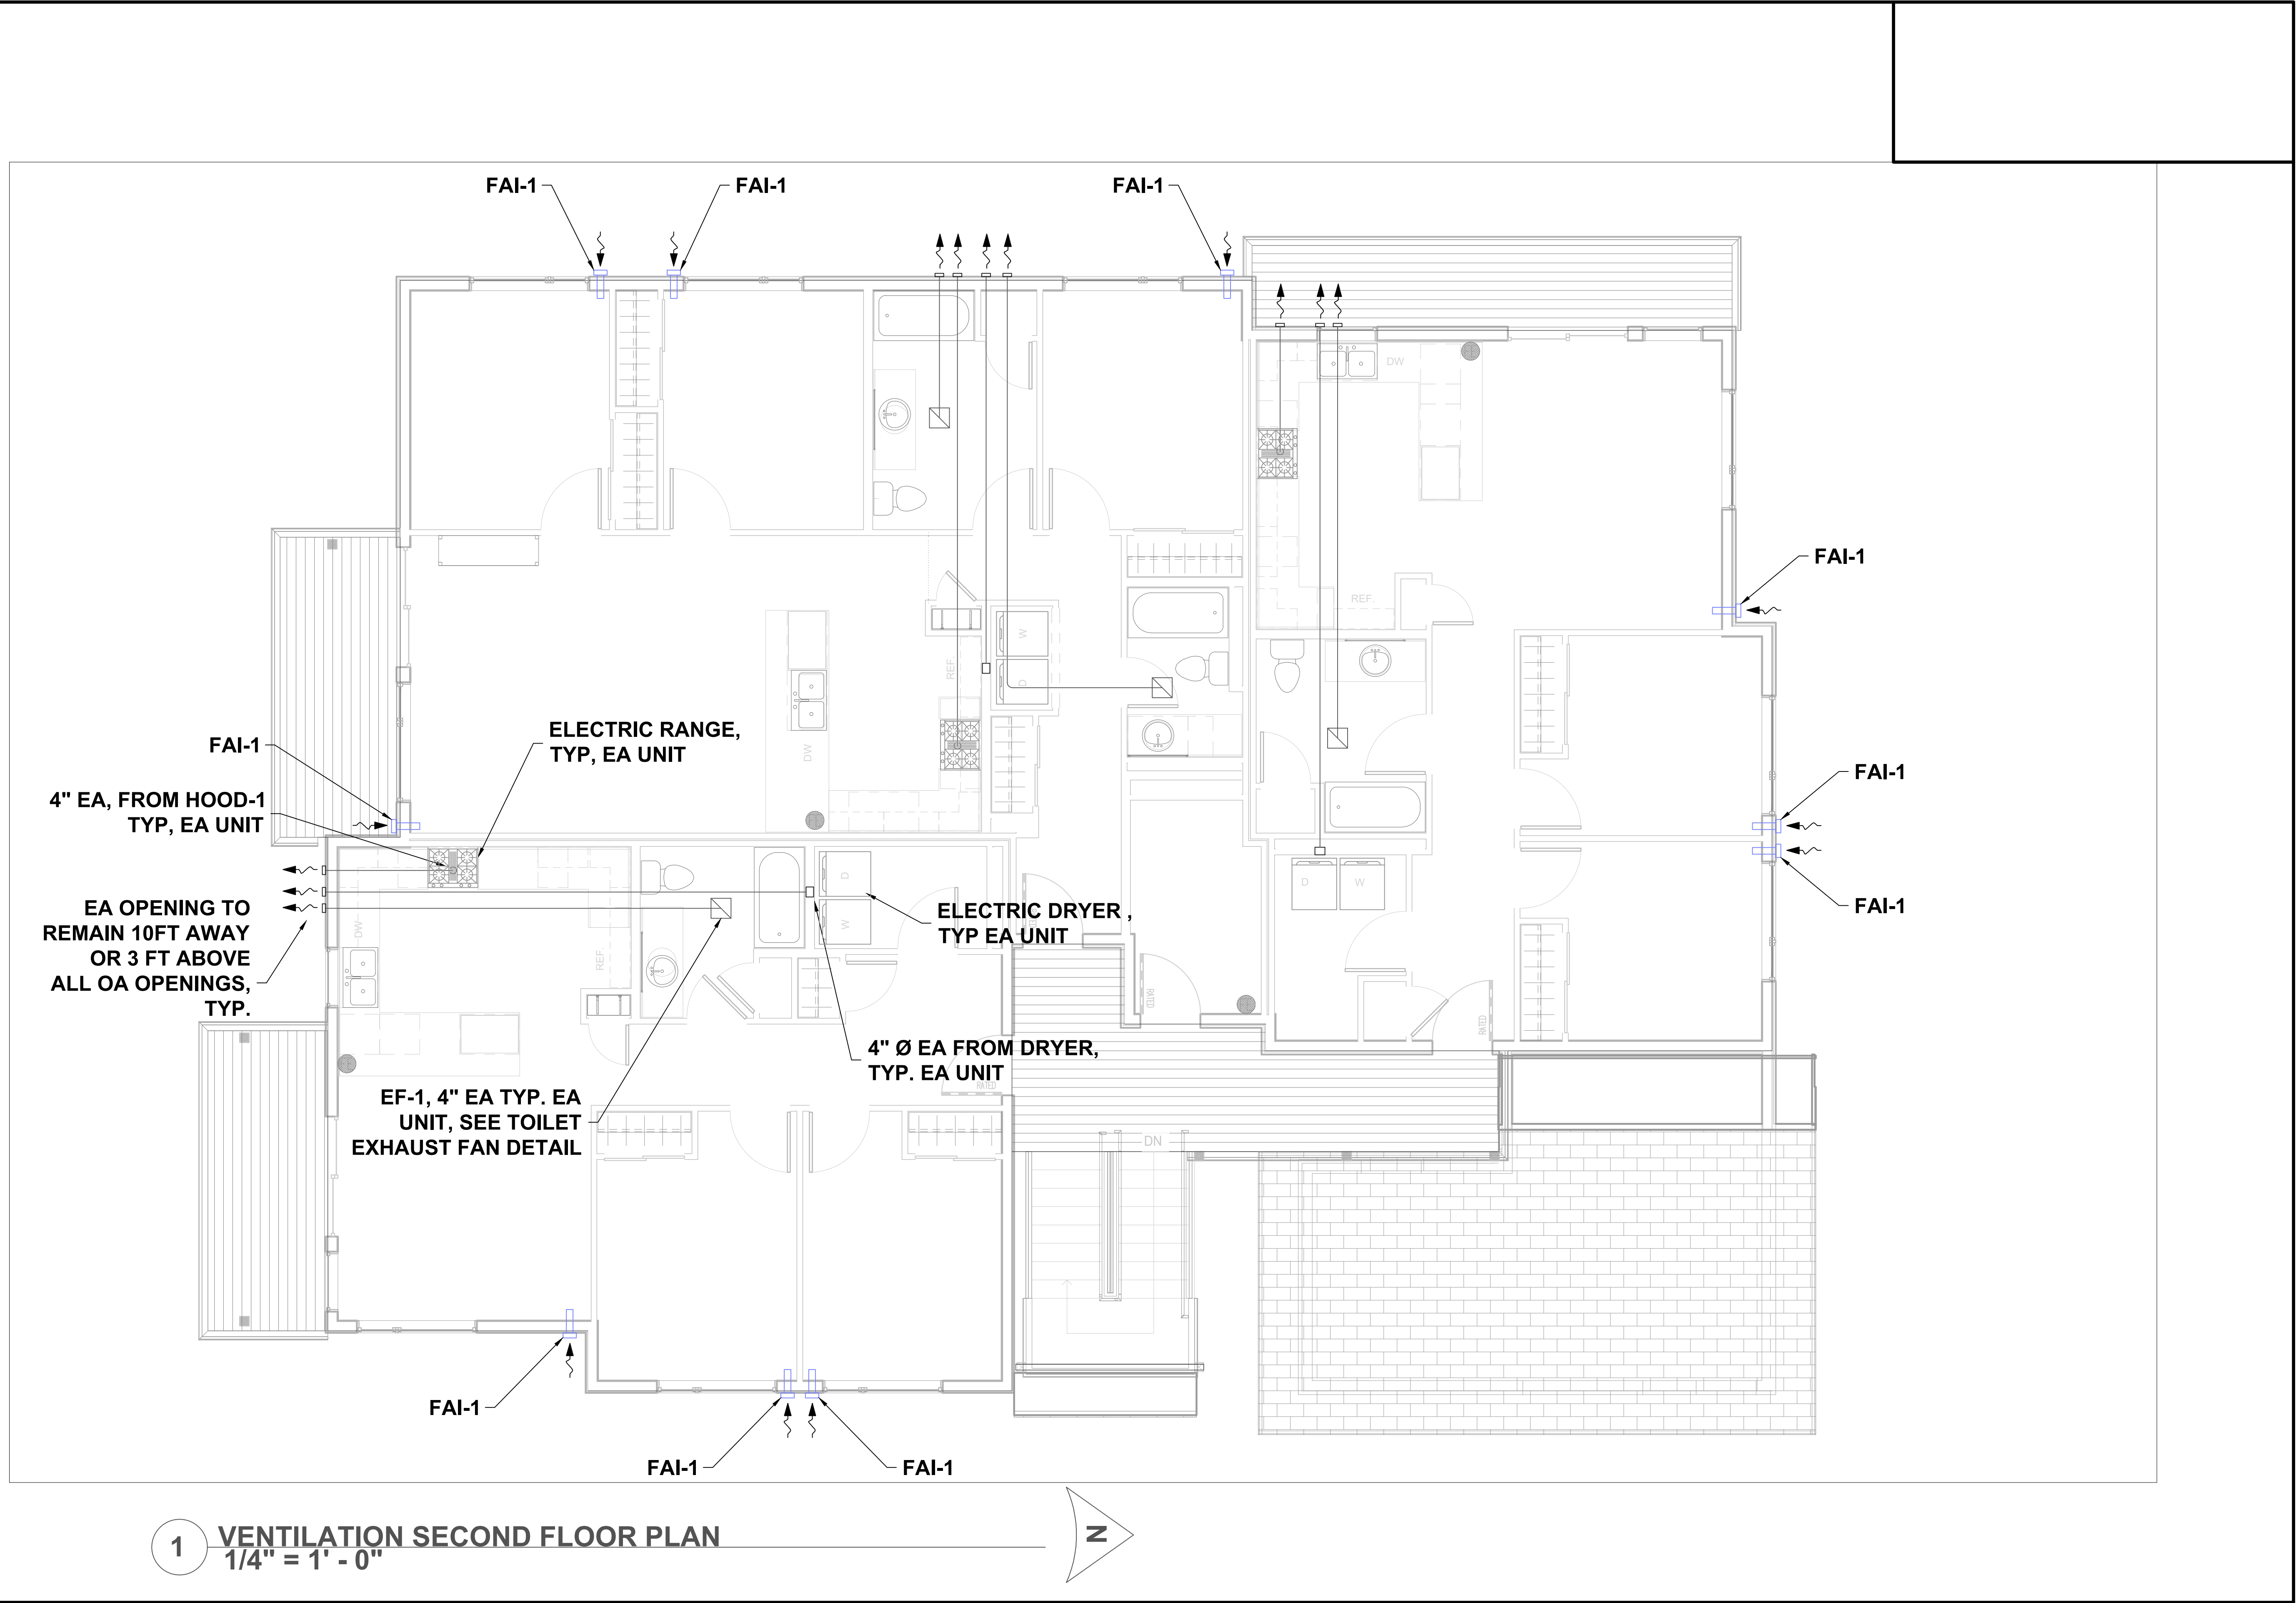 FAI-1
FAI-1
FAI-1
DW
FAI-1
REF.
W
REF.
D
ELECTRIC RANGE,
TYP, EA UNIT
FAI-1
DW
FAI-1
4" EA, FROM HOOD-1
TYP, EA UNIT
D
W
D
W
EA OPENING TO
REMAIN 10FT AWAY
OR 3 FT ABOVE
ALL OA OPENINGS,
TYP.
DW
REF.
ELECTRIC DRYER ,
TYP EA UNIT
FAI-1
RATED
RATED
4" Ø EA FROM DRYER,
TYP. EA UNIT
RATED
EF-1, 4" EA TYP. EA
UNIT, SEE TOILET
EXHAUST FAN DETAIL
DN
FAI-1
FAI-1
FAI-1
1
VENTILATION SECOND FLOOR PLAN
1/4" = 1' - 0"
N